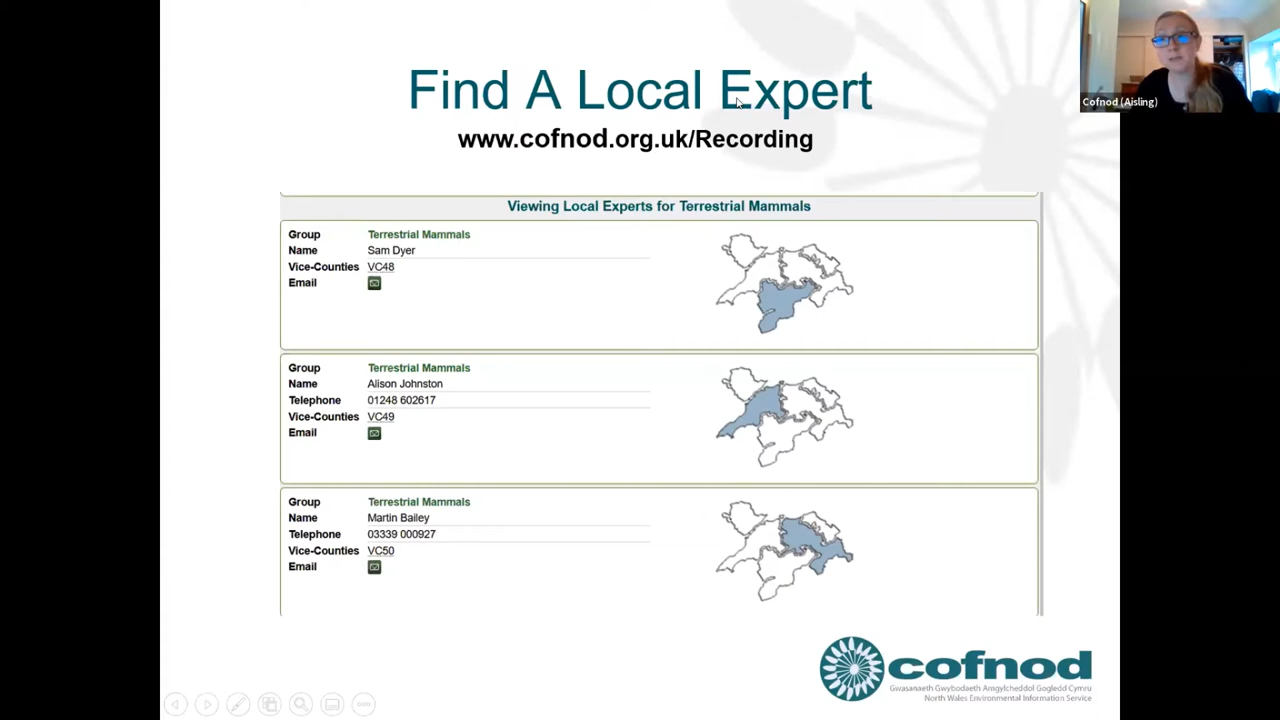 Find A Local Expert
www.cofnod.org.uk/Recording
Cofnod (Aisling)
Viewing Local Experts for Terrestrial Mammals
Group Terrestrial Mammals
Name Sam Dyer
Vice-Counties VC48
Email
Group Terrestrial Mammals
Name Alison Johnston
Telephone 01248 602617
Vice-Counties VC49
Email
Group Terrestrial Mammals
Name Martin Bailey
Telephone 03339 000927
Vice-Counties VC50
Email
cofnod
Gwasanaeth Gwybodaeth Amgylcheddol Gogledd Cymru
North Wales Environmental Information Service